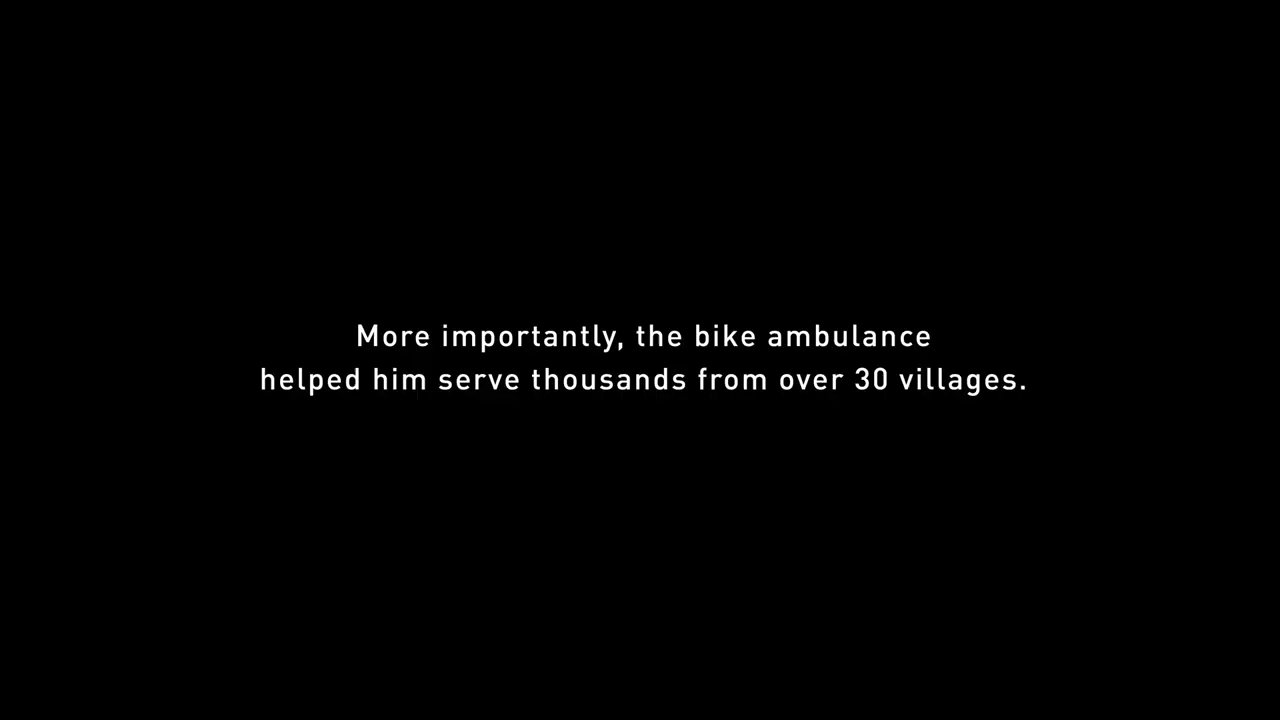 More importantly, the bike ambulance
helped him serve thousands from over 30 villages.